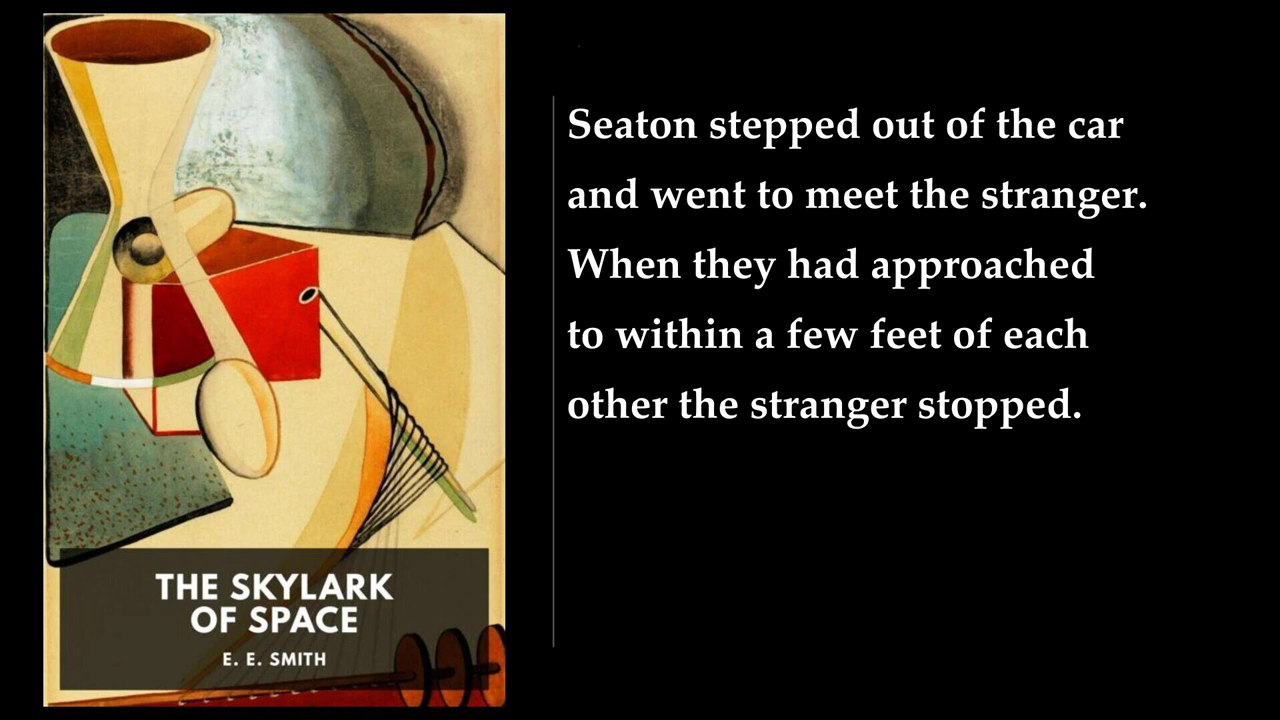 THE SKYLARK
OF SPACE
E. E. SMITH
Seaton stepped out of the car
and went to meet the stranger.
When they had approached
to within a few feet of each
other the stranger stopped.